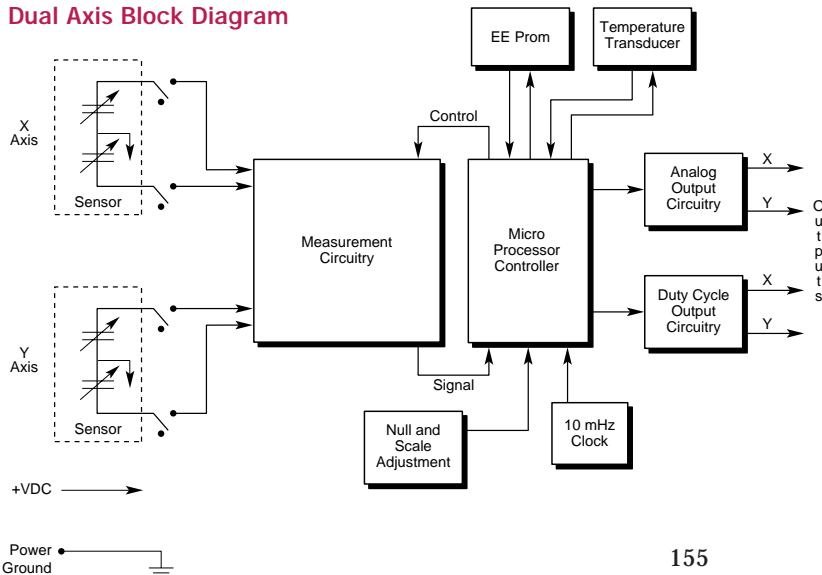 Dual Axis Block Diagram
EE Prom
Temperature
Transducer
Control
X
Axis
Sensor
Measurement
Circuitry
Micro
Processor
Controller
Analog
Output
Circuitry
X
Y
Duty Cycle
Output
Circuitry
X
Y
Outputs
Y
Axis
Sensor
Signal
Null and
Scale
Adjustment
10 mHz
Clock
+VDC
Power
Ground
155